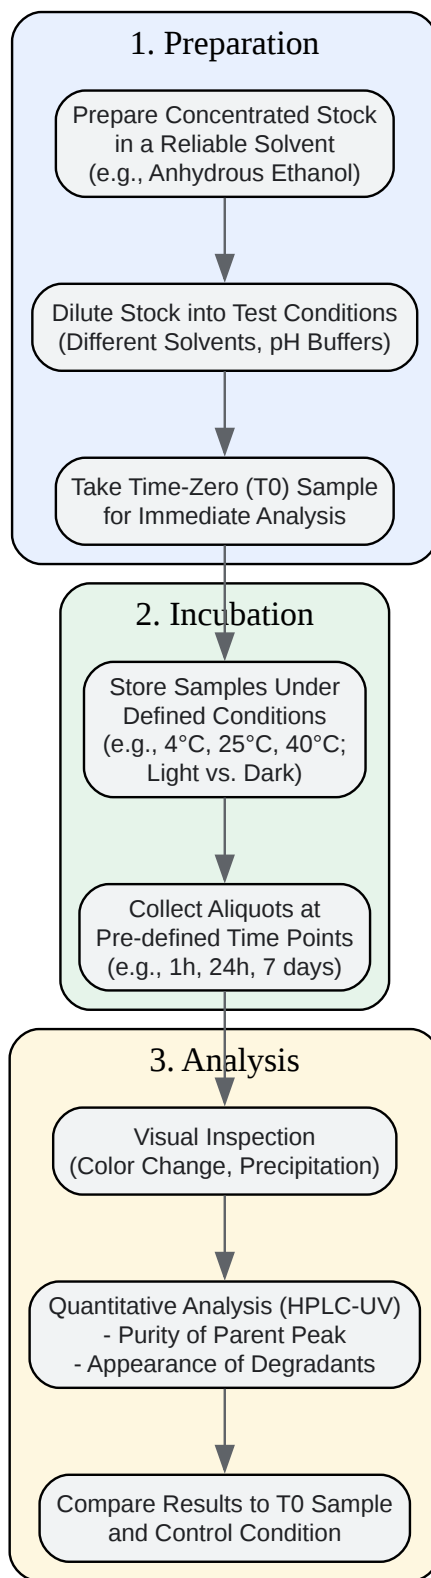 1. Preparation
Prepare Concentrated Stock
in a Reliable Solvent
(e.g., Anhydrous Ethanol)
Dilute Stock into Test Conditions
(Different Solvents, pH Buffers)
Take Time-Zero (T0) Sample
for Immediate Analysis
2. Incubation
Store Samples Under
Defined Conditions
(e.g., 4°C, 25°C, 40°C;
Light vs. Dark)
Collect Aliquots at
Pre-defined Time Points
(e.g., 1h, 24h, 7 days)
3. Analysis
Visual Inspection
(Color Change, Precipitation)
Quantitative Analysis (HPLC-UV)
- Purity of Parent Peak
- Appearance of Degradants
Compare Results to T0 Sample
and Control Condition